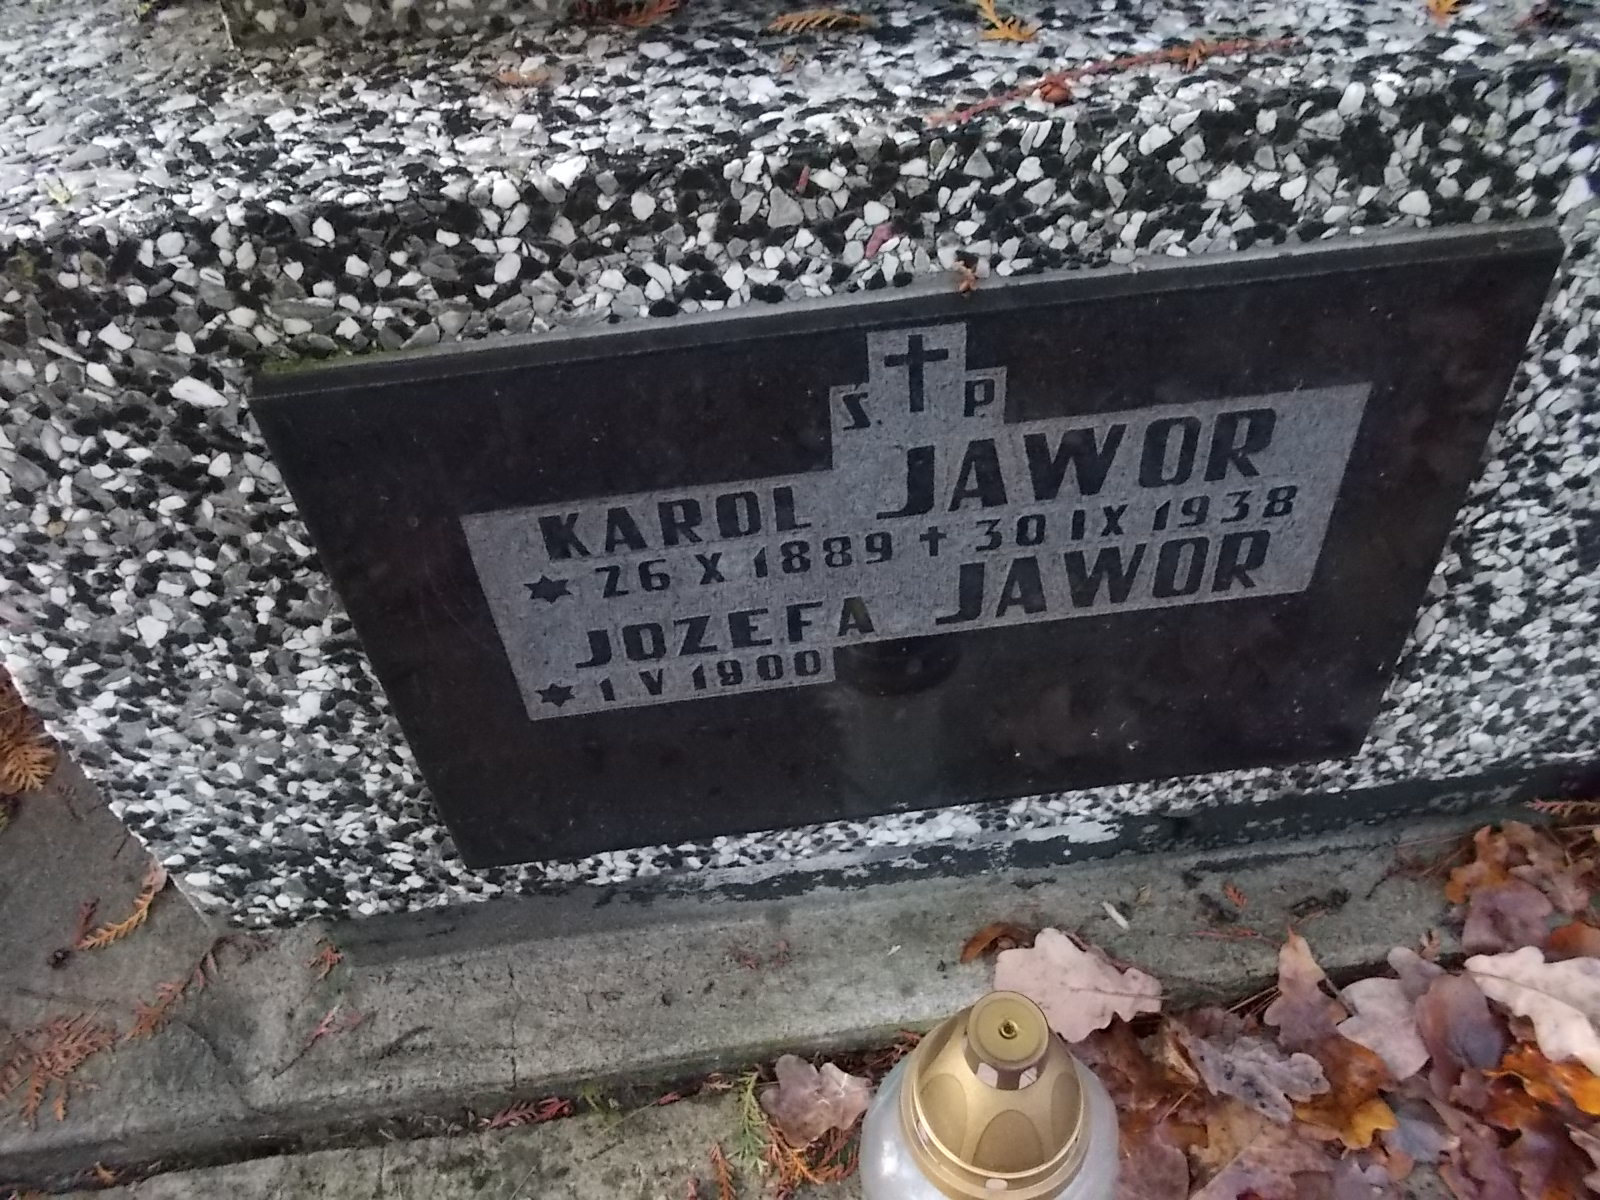 Ś. P.
KAROL JAWOR
26 X 1889 † 30 IX 1938
JOZEFA JAWOR
1 V 1900